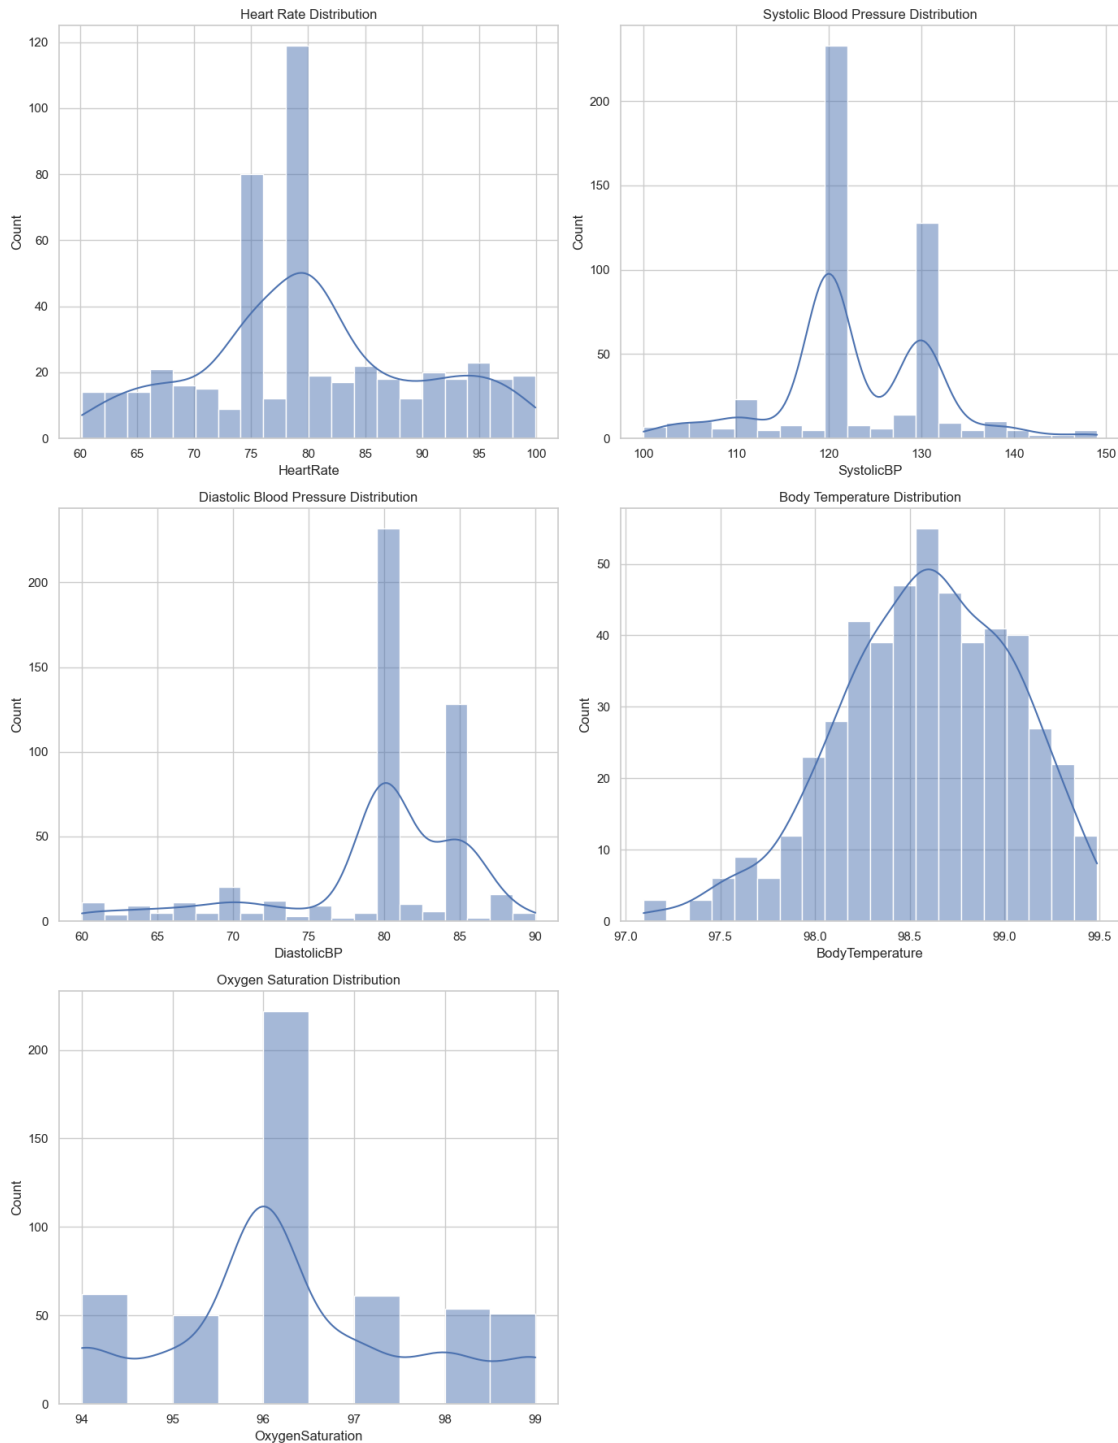 Heart Rate Distribution
120
100
80
60
40
20
0
Count
60 65 70 75 80 85 90 95 100
HeartRate
Systolic Blood Pressure Distribution
200
150
100
50
0
Count
100 110 120 130 140 150
SystolicBP
Diastolic Blood Pressure Distribution
200
150
100
50
0
Count
60 65 70 75 80 85 90
DiastolicBP
Body Temperature Distribution
50
40
30
20
10
0
Count
97.0 97.5 98.0 98.5 99.0 99.5
BodyTemperature
Oxygen Saturation Distribution
200
150
100
50
0
Count
94 95 96 97 98 99
OxygenSaturation